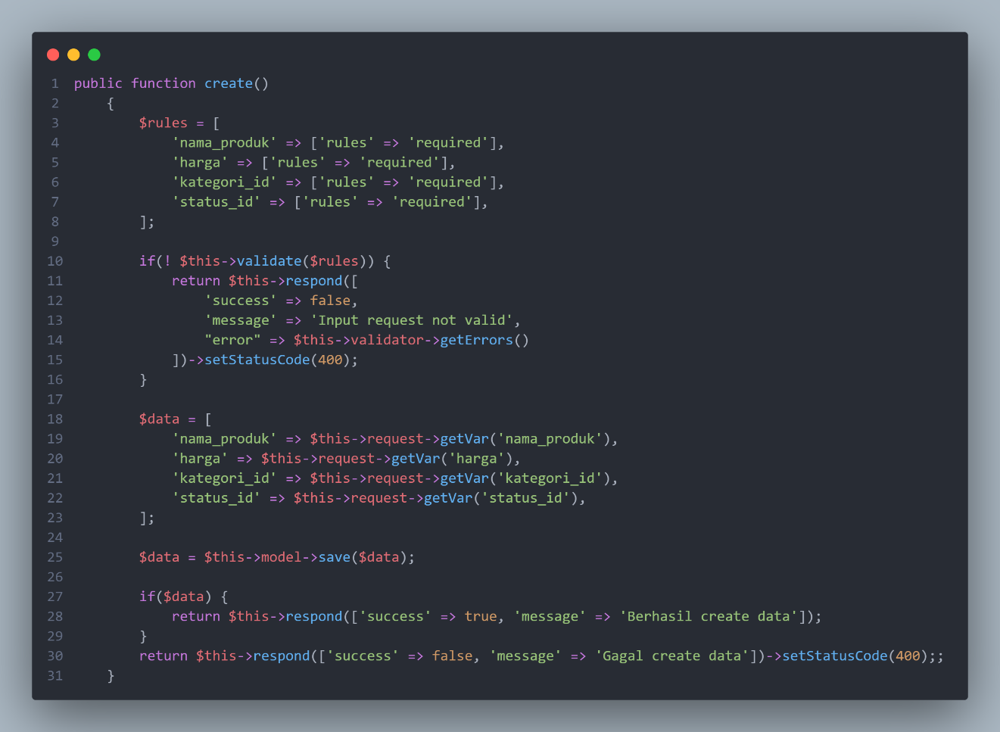 1 public function create()
2 {
3 $rules = [
4 'nama_produk' => ['rules' => 'required'],
5 'harga' => ['rules' => 'required'],
6 'kategori_id' => ['rules' => 'required'],
7 'status_id' => ['rules' => 'required'],
8 ];
9
10 if(! $this->validate($rules)) {
11 return $this->respond([
12 'success' => false,
13 'message' => 'Input request not valid',
14 "error" => $this->validator->getErrors()
15 ])->setStatusCode(400);
16 }
17
18 $data = [
19 'nama_produk' => $this->request->getVar('nama_produk'),
20 'harga' => $this->request->getVar('harga'),
21 'kategori_id' => $this->request->getVar('kategori_id'),
22 'status_id' => $this->request->getVar('status_id'),
23 ];
24
25 $data = $this->model->save($data);
26
27 if($data) {
28 return $this->respond(['success' => true, 'message' => 'Berhasil create data']);
29 }
30 return $this->respond(['success' => false, 'message' => 'Gagal create data'])->setStatusCode(400);;
31 }